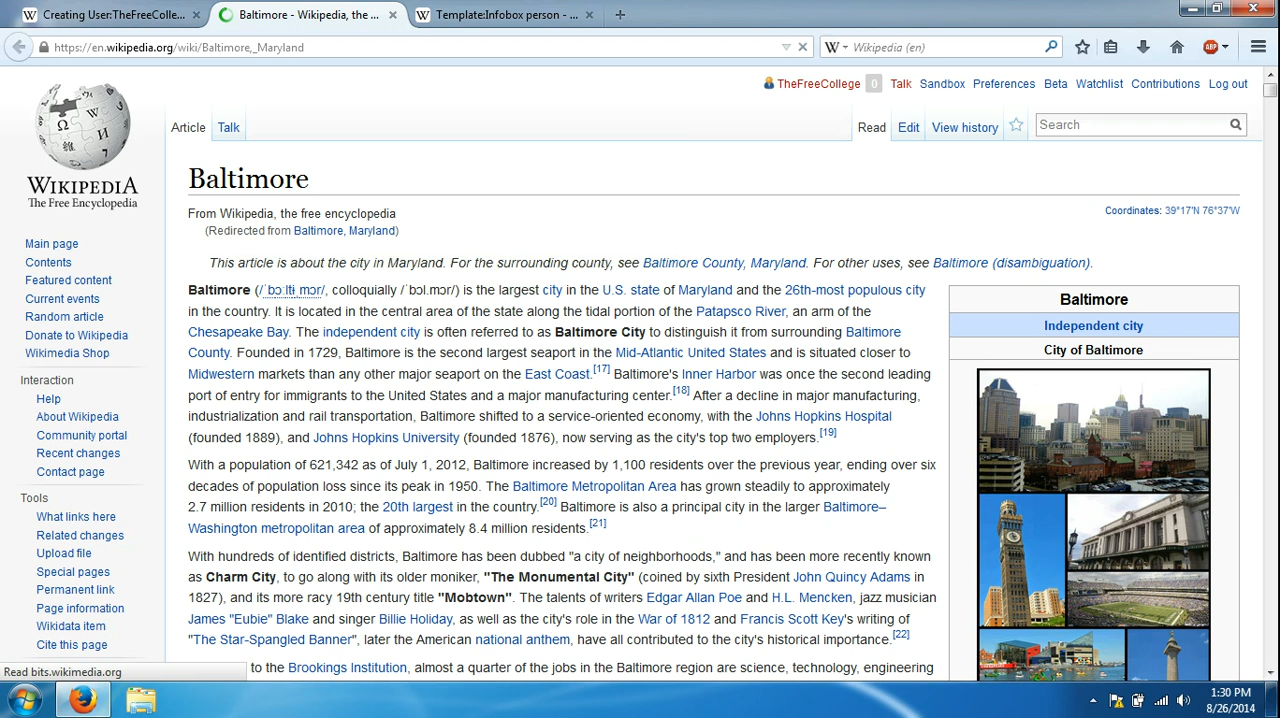 Creating User:TheFreeColle... ×
Baltimore - Wikipedia, the ... ×
Template:Infobox person - ... ×
https://en.wikipedia.org/wiki/Baltimore,_Maryland
W Wikipedia (en)
ABP
TheFreeCollege 0 Talk Sandbox Preferences Beta Watchlist Contributions Log out
WIKIPEDIA
The Free Encyclopedia
Article Talk
Read Edit View history Search
Main page
Contents
Featured content
Current events
Random article
Donate to Wikipedia
Wikimedia Shop
Interaction
Help
About Wikipedia
Community portal
Recent changes
Contact page
Tools
What links here
Related changes
Upload file
Special pages
Permanent link
Page information
Wikidata item
Cite this page
Baltimore
From Wikipedia, the free encyclopedia
Coordinates: 39°17′N 76°37′W
(Redirected from Baltimore, Maryland)
This article is about the city in Maryland. For the surrounding county, see Baltimore County, Maryland. For other uses, see Baltimore (disambiguation).
Baltimore (/ˈbɔːltɨˌmɔr/, colloquially /ˈbɔl.mɔr/) is the largest city in the U.S. state of Maryland and the 26th-most populous city
in the country. It is located in the central area of the state along the tidal portion of the Patapsco River, an arm of the
Chesapeake Bay. The independent city is often referred to as Baltimore City to distinguish it from surrounding Baltimore
County. Founded in 1729, Baltimore is the second largest seaport in the Mid-Atlantic United States and is situated closer to
Midwestern markets than any other major seaport on the East Coast.[17] Baltimore's Inner Harbor was once the second leading
port of entry for immigrants to the United States and a major manufacturing center.[18] After a decline in major manufacturing,
industrialization and rail transportation, Baltimore shifted to a service-oriented economy, with the Johns Hopkins Hospital
(founded 1889), and Johns Hopkins University (founded 1876), now serving as the city's top two employers.[19]
With a population of 621,342 as of July 1, 2012, Baltimore increased by 1,100 residents over the previous year, ending over six
decades of population loss since its peak in 1950. The Baltimore Metropolitan Area has grown steadily to approximately
2.7 million residents in 2010; the 20th largest in the country.[20] Baltimore is also a principal city in the larger Baltimore–
Washington metropolitan area of approximately 8.4 million residents.[21]
With hundreds of identified districts, Baltimore has been dubbed "a city of neighborhoods," and has been more recently known
as Charm City, to go along with its older moniker, "The Monumental City" (coined by sixth President John Quincy Adams in
1827), and its more racy 19th century title "Mobtown". The talents of writers Edgar Allan Poe and H.L. Mencken, jazz musician
James "Eubie" Blake and singer Billie Holiday, as well as the city's role in the War of 1812 and Francis Scott Key's writing of
"The Star-Spangled Banner", later the American national anthem, have all contributed to the city's historical importance.[22]
to the Brookings Institution, almost a quarter of the jobs in the Baltimore region are science, technology, engineering
Baltimore
Independent city
City of Baltimore
Read bits.wikimedia.org
1:30 PM
8/26/2014